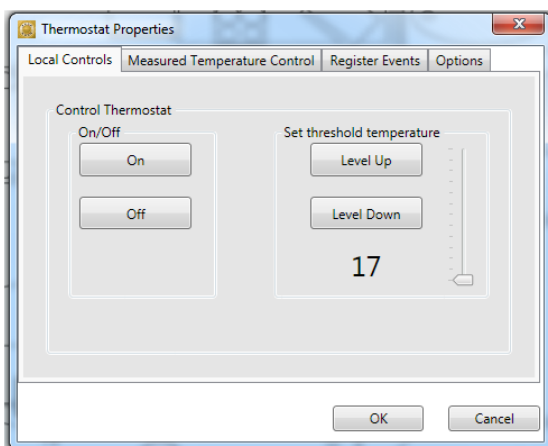 Thermostat Properties
Local Controls Measured Temperature Control Register Events Options
Control Thermostat
On/Off Set threshold temperature
On Level Up
Off Level Down
17
OK Cancel